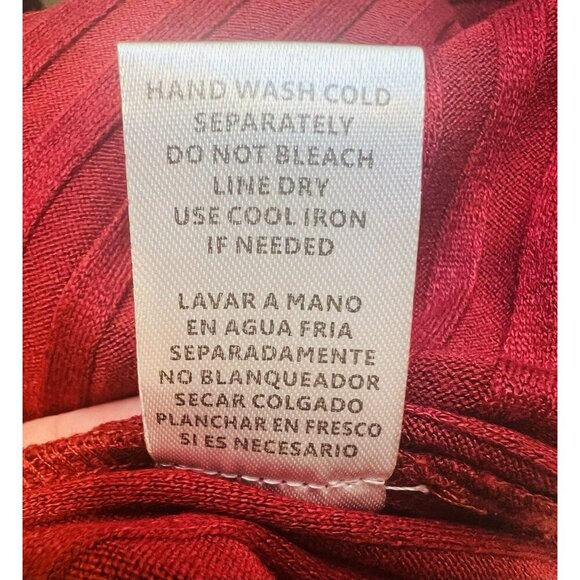 HAND WASH COLD
SEPARATELY
DO NOT BLEACH
LINE DRY
USE COOL IRON
IF NEEDED
LAVAR A MANO
EN AGUA FRIA
SEPARADAMENTE
NO BLANQUEADOR
SECAR COLGADO
PLANCHAR EN FRESCO
SI ES NECESARIO